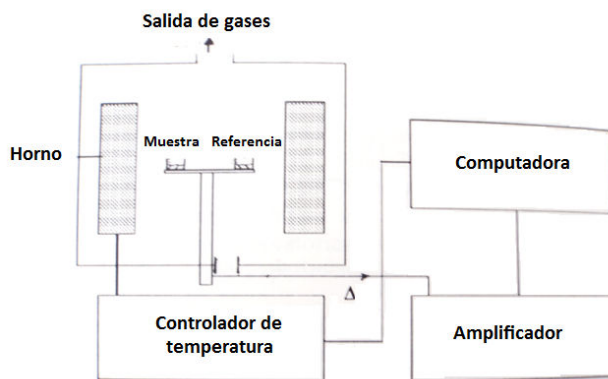 Salida de gases
Horno
Muestra Referencia
Computadora
Δ
Controlador de
temperatura
Amplificador